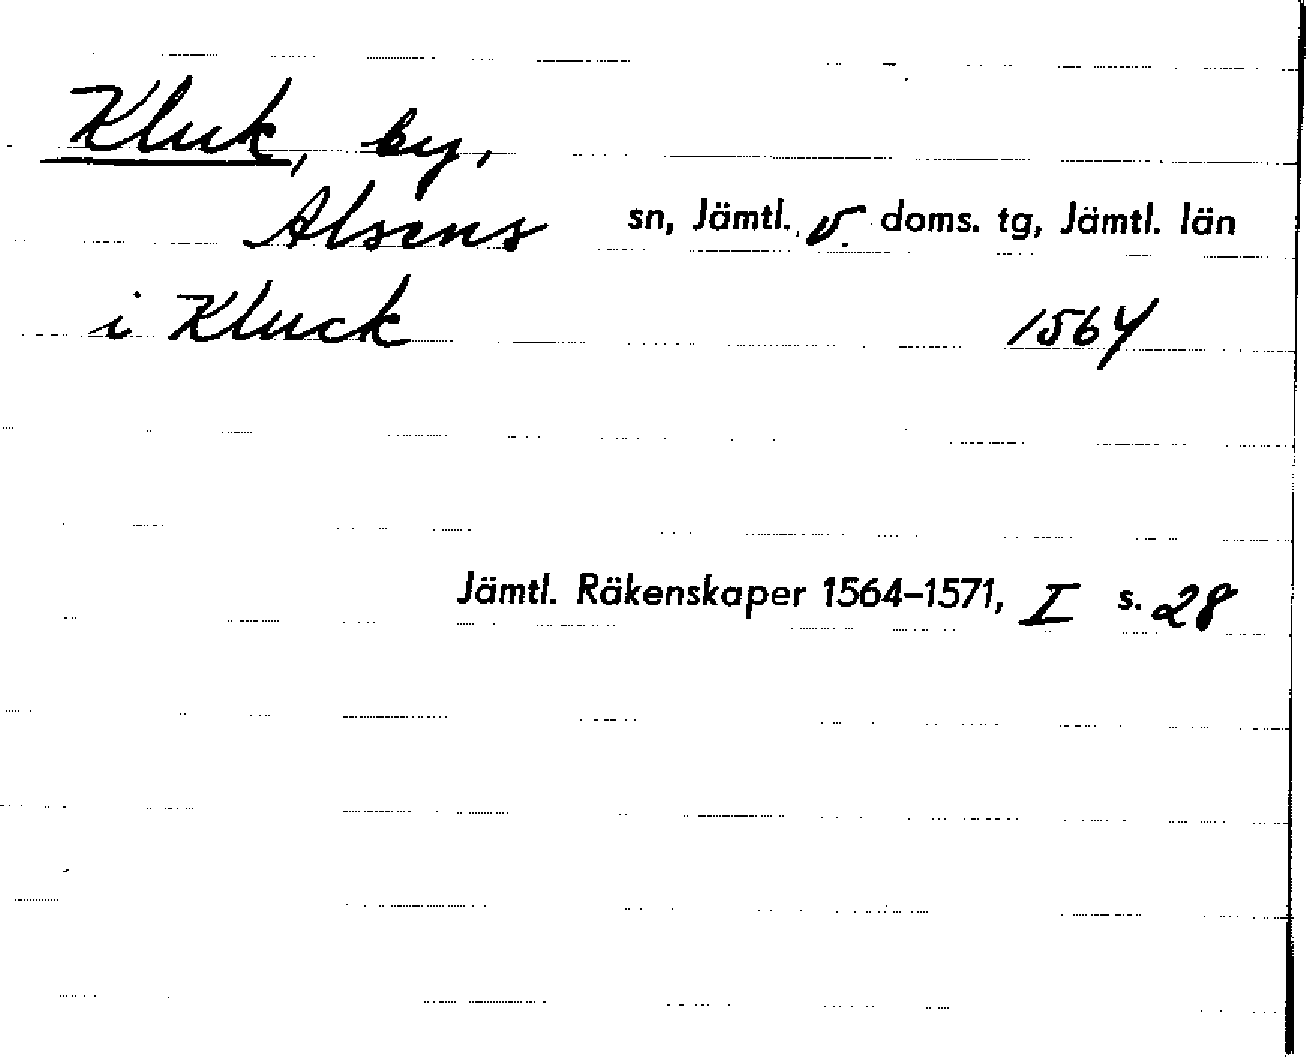 Kluk, by,
Alsens sn, Jämtl. v. doms. tg, Jämtl. län
i Kluck 1564
Jämtl. Räkenskaper 1564–1571, I s. 28